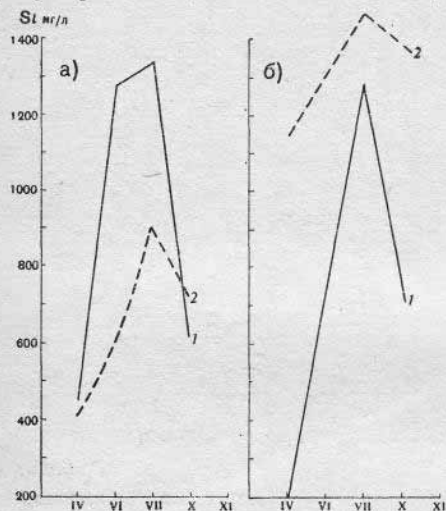 Si мг/л
1400
1200
1000
800
600
400
200
а)
2
1
IV VI VII X XI
б)
2
1
IV VI VII X XI